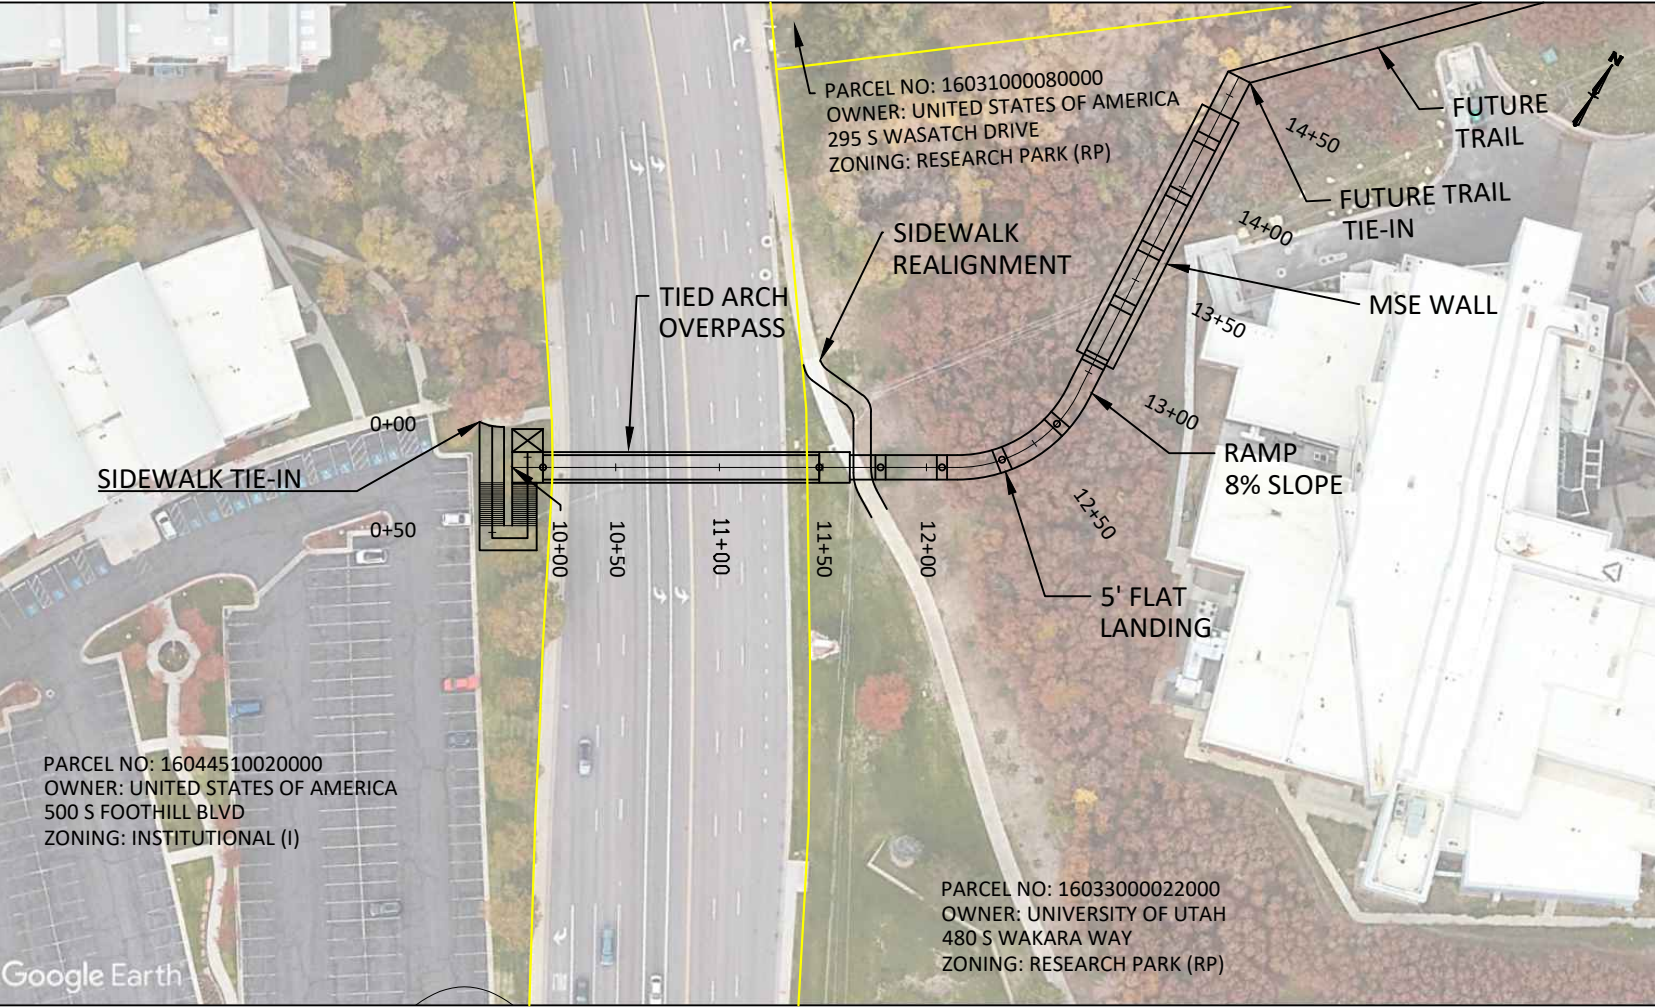 PARCEL NO: 16031000080000
OWNER: UNITED STATES OF AMERICA
295 S WASATCH DRIVE
ZONING: RESEARCH PARK (RP)
N
FUTURE
TRAIL
14+50
FUTURE TRAIL
TIE-IN
14+00
SIDEWALK
REALIGNMENT
TIED ARCH
OVERPASS
MSE WALL
13+50
13+00
0+00
SIDEWALK TIE-IN
RAMP
8% SLOPE
0+50
10+00
10+50
11+00
11+50
12+00
12+50
5' FLAT
LANDING
PARCEL NO: 16044510020000
OWNER: UNITED STATES OF AMERICA
500 S FOOTHILL BLVD
ZONING: INSTITUTIONAL (I)
PARCEL NO: 16033000022000
OWNER: UNIVERSITY OF UTAH
480 S WAKARA WAY
ZONING: RESEARCH PARK (RP)
Google Earth